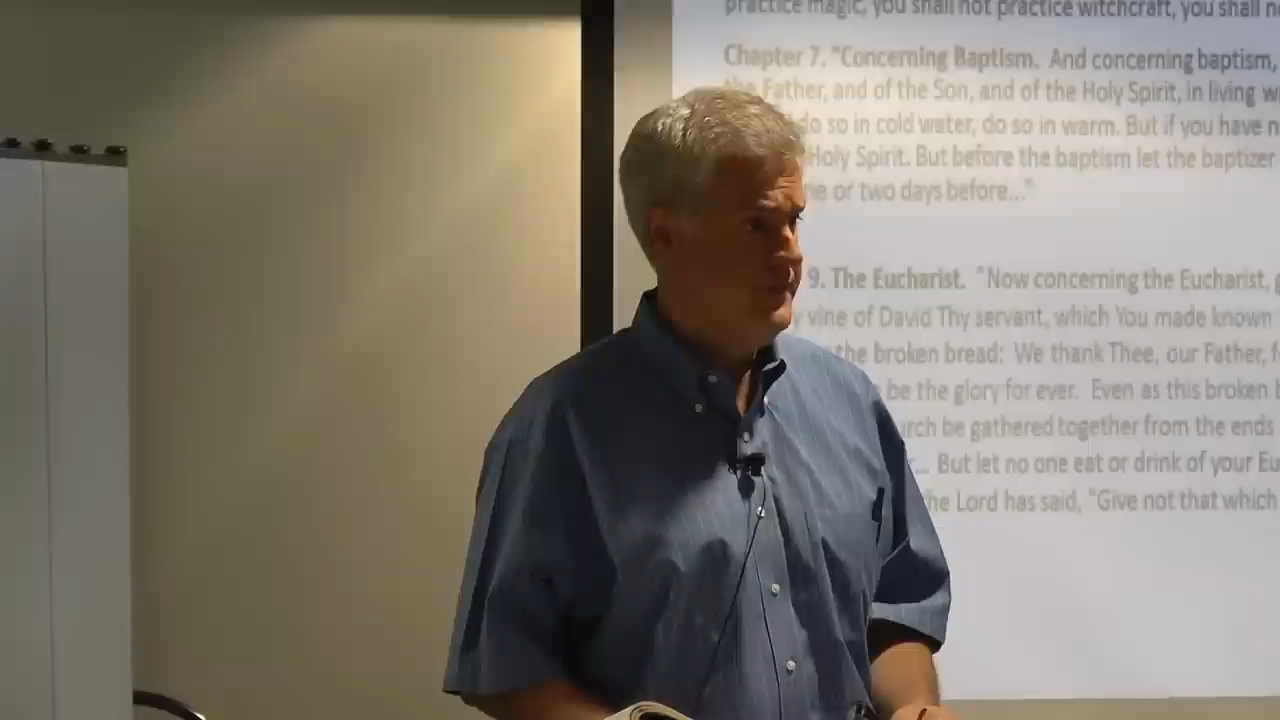 practice magic, you shall not practice witchcraft, you shall
Chapter 7. "Concerning Baptism. And concerning baptism,
the Father, and of the Son, and of the Holy Spirit, in living
do so in cold water, do so in warm. But if you have
Holy Spirit. But before the baptism let the baptizer
or two days before..."
9. The Eucharist. "Now concerning the Eucharist,
vine of David Thy servant, which You made known
the broken bread: We thank Thee, our Father,
be the glory for ever. Even as this broken
be gathered together from the ends
... But let no one eat or drink of your
the Lord has said, "Give not that which